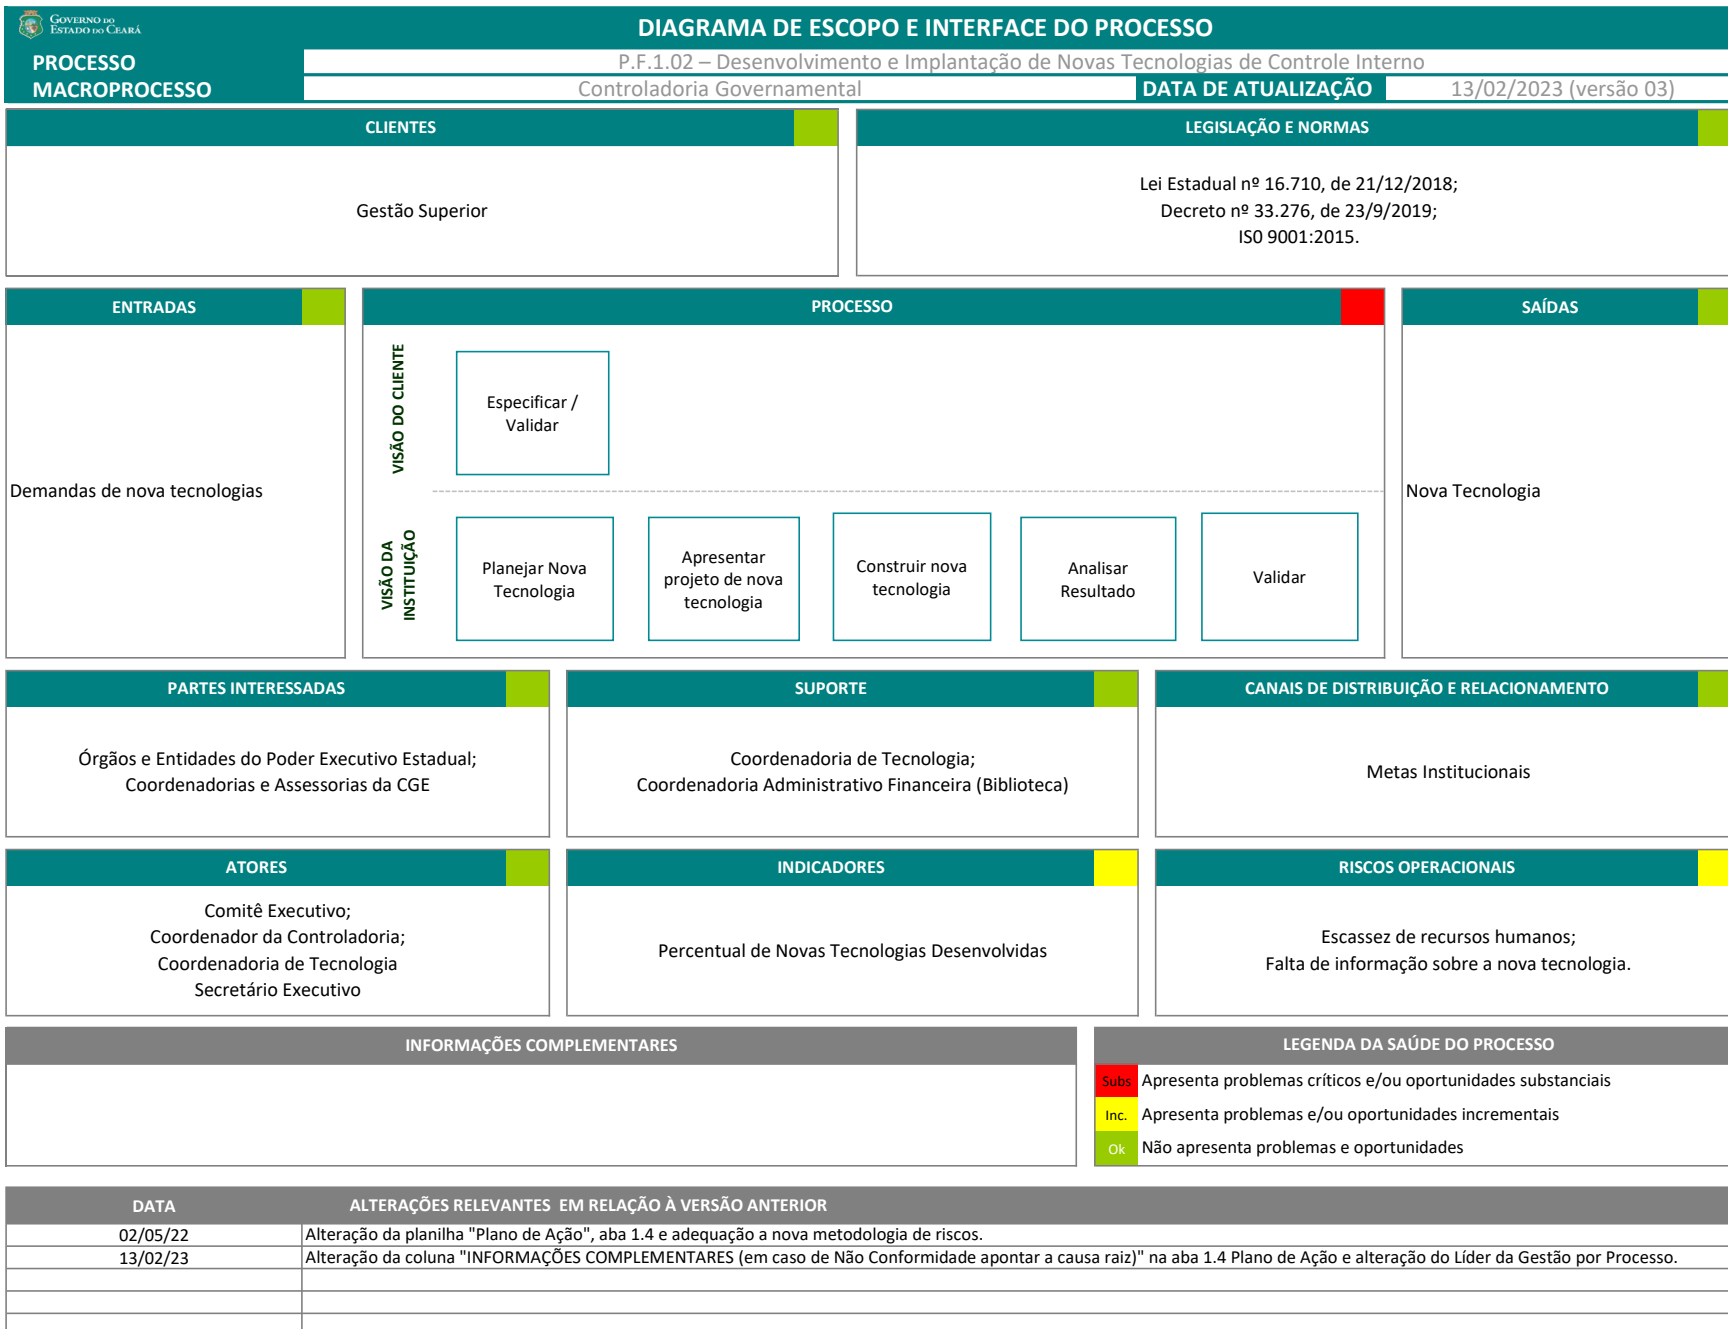 GOVERNO DO
ESTADO DO CEARÁ
DIAGRAMA DE ESCOPO E INTERFACE DO PROCESSO
PROCESSO
P.F.1.02 – Desenvolvimento e Implantação de Novas Tecnologias de Controle Interno
MACROPROCESSO
Controladoria Governamental
DATA DE ATUALIZAÇÃO
13/02/2023 (versão 03)
CLIENTES
Gestão Superior
LEGISLAÇÃO E NORMAS
Lei Estadual nº 16.710, de 21/12/2018;
Decreto nº 33.276, de 23/9/2019;
IS0 9001:2015.
ENTRADAS
Demandas de nova tecnologias
PROCESSO
VISÃO DO CLIENTE
Especificar /
Validar
VISÃO DA
INSTITUIÇÃO
Planejar Nova
Tecnologia
Apresentar
projeto de nova
tecnologia
Construir nova
tecnologia
Analisar
Resultado
Validar
SAÍDAS
Nova Tecnologia
PARTES INTERESSADAS
Órgãos e Entidades do Poder Executivo Estadual;
Coordenadorias e Assessorias da CGE
SUPORTE
Coordenadoria de Tecnologia;
Coordenadoria Administrativo Financeira (Biblioteca)
CANAIS DE DISTRIBUIÇÃO E RELACIONAMENTO
Metas Institucionais
ATORES
Comitê Executivo;
Coordenador da Controladoria;
Coordenadoria de Tecnologia
Secretário Executivo
INDICADORES
Percentual de Novas Tecnologias Desenvolvidas
RISCOS OPERACIONAIS
Escassez de recursos humanos;
Falta de informação sobre a nova tecnologia.
INFORMAÇÕES COMPLEMENTARES
LEGENDA DA SAÚDE DO PROCESSO
Subs Apresenta problemas críticos e/ou oportunidades substanciais
Inc. Apresenta problemas e/ou oportunidades incrementais
Ok Não apresenta problemas e oportunidades
DATA
ALTERAÇÕES RELEVANTES EM RELAÇÃO À VERSÃO ANTERIOR
02/05/22 Alteração da planilha "Plano de Ação", aba 1.4 e adequação a nova metodologia de riscos.
13/02/23 Alteração da coluna "INFORMAÇÕES COMPLEMENTARES (em caso de Não Conformidade apontar a causa raiz)" na aba 1.4 Plano de Ação e alteração do Líder da Gestão por Processo.